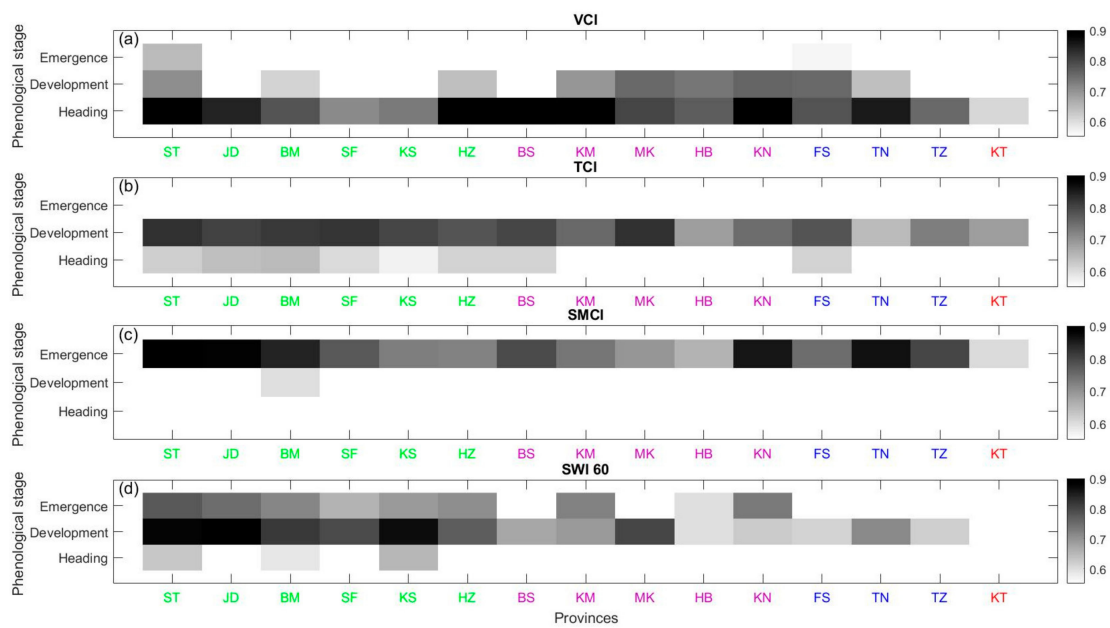 VCI
(a)
Phenological stage
Emergence
Development
Heading
0.9
0.8
0.7
0.6
ST JD BM SF KS HZ BS KM MK HB KN FS TN TZ KT
TCI
(b)
Phenological stage
Emergence
Development
Heading
0.9
0.8
0.7
0.6
ST JD BM SF KS HZ BS KM MK HB KN FS TN TZ KT
SMCI
(c)
Phenological stage
Emergence
Development
Heading
0.9
0.8
0.7
0.6
ST JD BM SF KS HZ BS KM MK HB KN FS TN TZ KT
SWI 60
(d)
Phenological stage
Emergence
Development
Heading
0.9
0.8
0.7
0.6
ST JD BM SF KS HZ BS KM MK HB KN FS TN TZ KT
Provinces